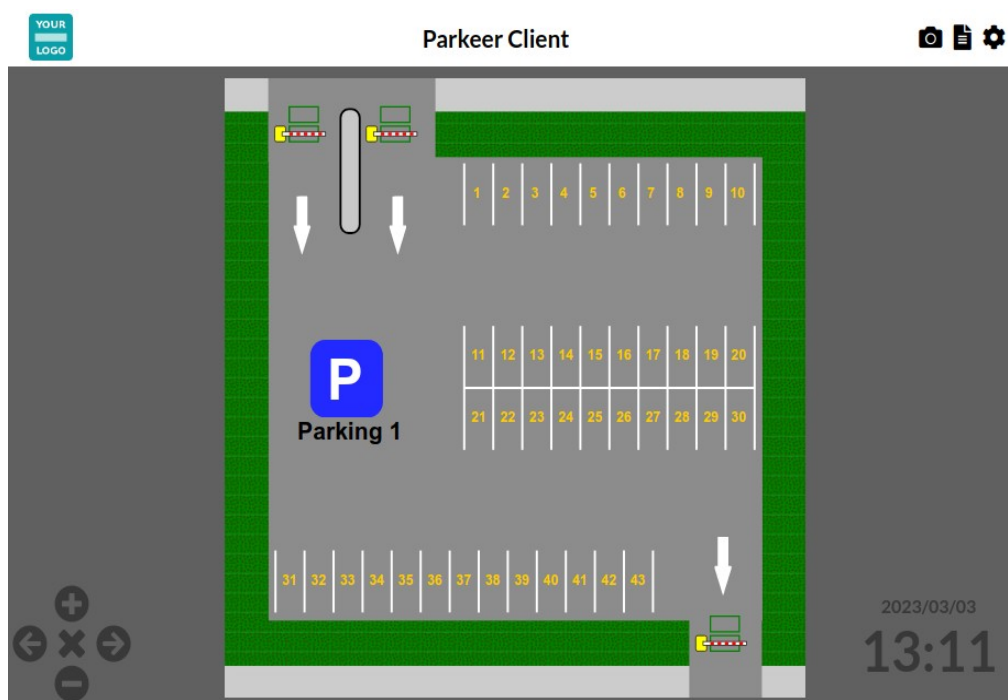 YOUR
LOGO
Parkeer Client
1 2 3 4 5 6 7 8 9 10
11 12 13 14 15 16 17 18 19 20
P
Parking 1
21 22 23 24 25 26 27 28 29 30
31 32 33 34 35 36 37 38 39 40 41 42 43
2023/03/03
13:11